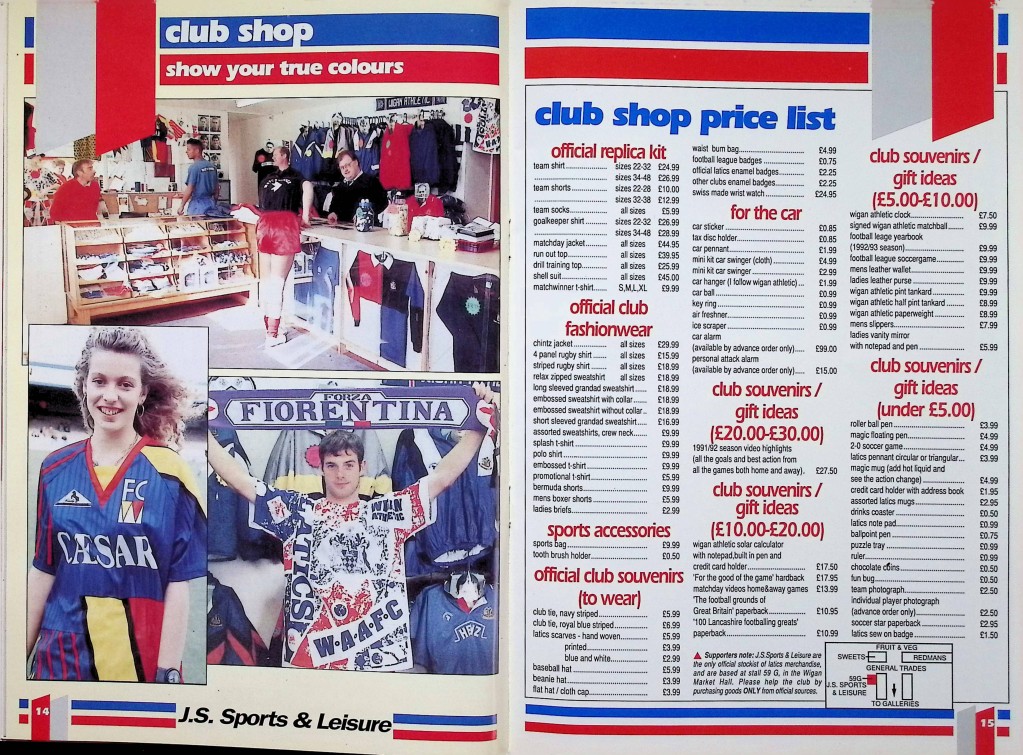 club shop
show your true colours
WIGAN ATHLETIC
FC
CÆSAR
FORZA
FIORENTINA
WIGAN
ATHLETIC
LATICS
W.A.A.F.C
HEINZ
14
J.S. Sports & Leisure
club shop price list
official replica kit
team shirt sizes 22-32 £24.99
sizes 34-48 £26.99
team shorts sizes 22-28 £10.00
sizes 32-38 £12.99
team socks all sizes £5.99
goalkeeper shirt sizes 22-32 £26.99
sizes 34-48 £28.99
matchday jacket all sizes £44.95
run out top all sizes £39.95
drill training top all sizes £25.99
shell suit all sizes £45.00
matchwinner t-shirt S,M,L,XL £9.99
official club
fashionwear
chintz jacket all sizes £29.99
4 panel rugby shirt all sizes £15.99
striped rugby shirt all sizes £18.99
relax zipped sweatshirt all sizes £18.99
long sleeved grandad sweatshirt £18.99
embossed sweatshirt with collar £18.99
embossed sweatshirt without collar £18.99
short sleeved grandad sweatshirt £16.99
assorted sweatshirts, crew neck £9.99
splash t-shirt £9.99
polo shirt £9.99
embossed t-shirt £9.99
promotional t-shirt £5.99
bermuda shorts £9.99
mens boxer shorts £5.99
ladies briefs £2.99
sports accessories
sports bag £9.99
tooth brush holder £0.50
official club souvenirs
(to wear)
club tie, navy striped £5.99
club tie, royal blue striped £6.99
latics scarves - hand woven £5.99
printed £3.99
blue and white £2.99
baseball hat £5.99
beanie hat £3.99
flat hat / cloth cap £3.99
waist bum bag £4.99
football league badges £0.75
official latics enamel badges £2.25
other clubs enamel badges £2.25
swiss made wrist watch £24.95
for the car
car sticker £0.85
tax disc holder £0.85
car pennant £1.99
mini kit car swinger (cloth) £4.99
mini kit car swinger £2.99
car hanger (I follow wigan athletic) £1.99
car ball £0.99
key ring £0.99
air freshner £0.99
ice scraper £0.99
car alarm
(available by advance order only) £99.00
personal attack alarm
(available by advance order only) £15.00
club souvenirs /
gift ideas
(£20.00-£30.00)
1991/92 season video highlights
(all the goals and best action from
all the games both home and away) £27.50
club souvenirs /
gift ideas
(£10.00-£20.00)
wigan athletic solar calculator
with notepad,built in pen and
credit card holder £17.50
'For the good of the game' hardback £17.95
matchday videos home&away games £13.99
'The football grounds of
Great Britain' paperback £10.95
'100 Lancashire footballing greats'
paperback £10.99
Supporters note: J.S.Sports & Leisure are
the only official stockist of latics merchandise,
and are based at stall 59 G, in the Wigan
Market Hall. Please help the club by
purchasing goods ONLY from official sources.
club souvenirs /
gift ideas
(£5.00-£10.00)
wigan athletic clock £7.50
signed wigan athletic matchball £9.99
football leage yearbook
(1992/93 season) £9.99
football league soccergame £9.99
mens leather wallet £9.99
ladies leather purse £9.99
wigan athletic pint tankard £9.99
wigan athletic half pint tankard £8.99
wigan athletic paperweight £8.99
mens slippers £7.99
ladies vanity mirror
with notepad and pen £5.99
club souvenirs /
gift ideas
(under £5.00)
roller ball pen £3.99
magic floating pen £4.99
2-0 soccer game £4.99
latics pennant circular or triangular £3.99
magic mug (add hot liquid and
see the action change) £4.99
credit card holder with address book £1.95
assorted latics mugs £2.95
drinks coaster £0.50
latics note pad £0.99
ballpoint pen £0.75
puzzle tray £0.99
ruler £0.99
chocolate coins £0.50
fun bug £0.50
team photograph £2.50
individual player photograph
(advance order only) £2.50
soccer star paperback £2.95
latics sew on badge £1.50
FRUIT & VEG
SWEETS
REDMANS
GENERAL TRADES
59G
J.S. SPORTS
& LEISURE
TO GALLERIES
15